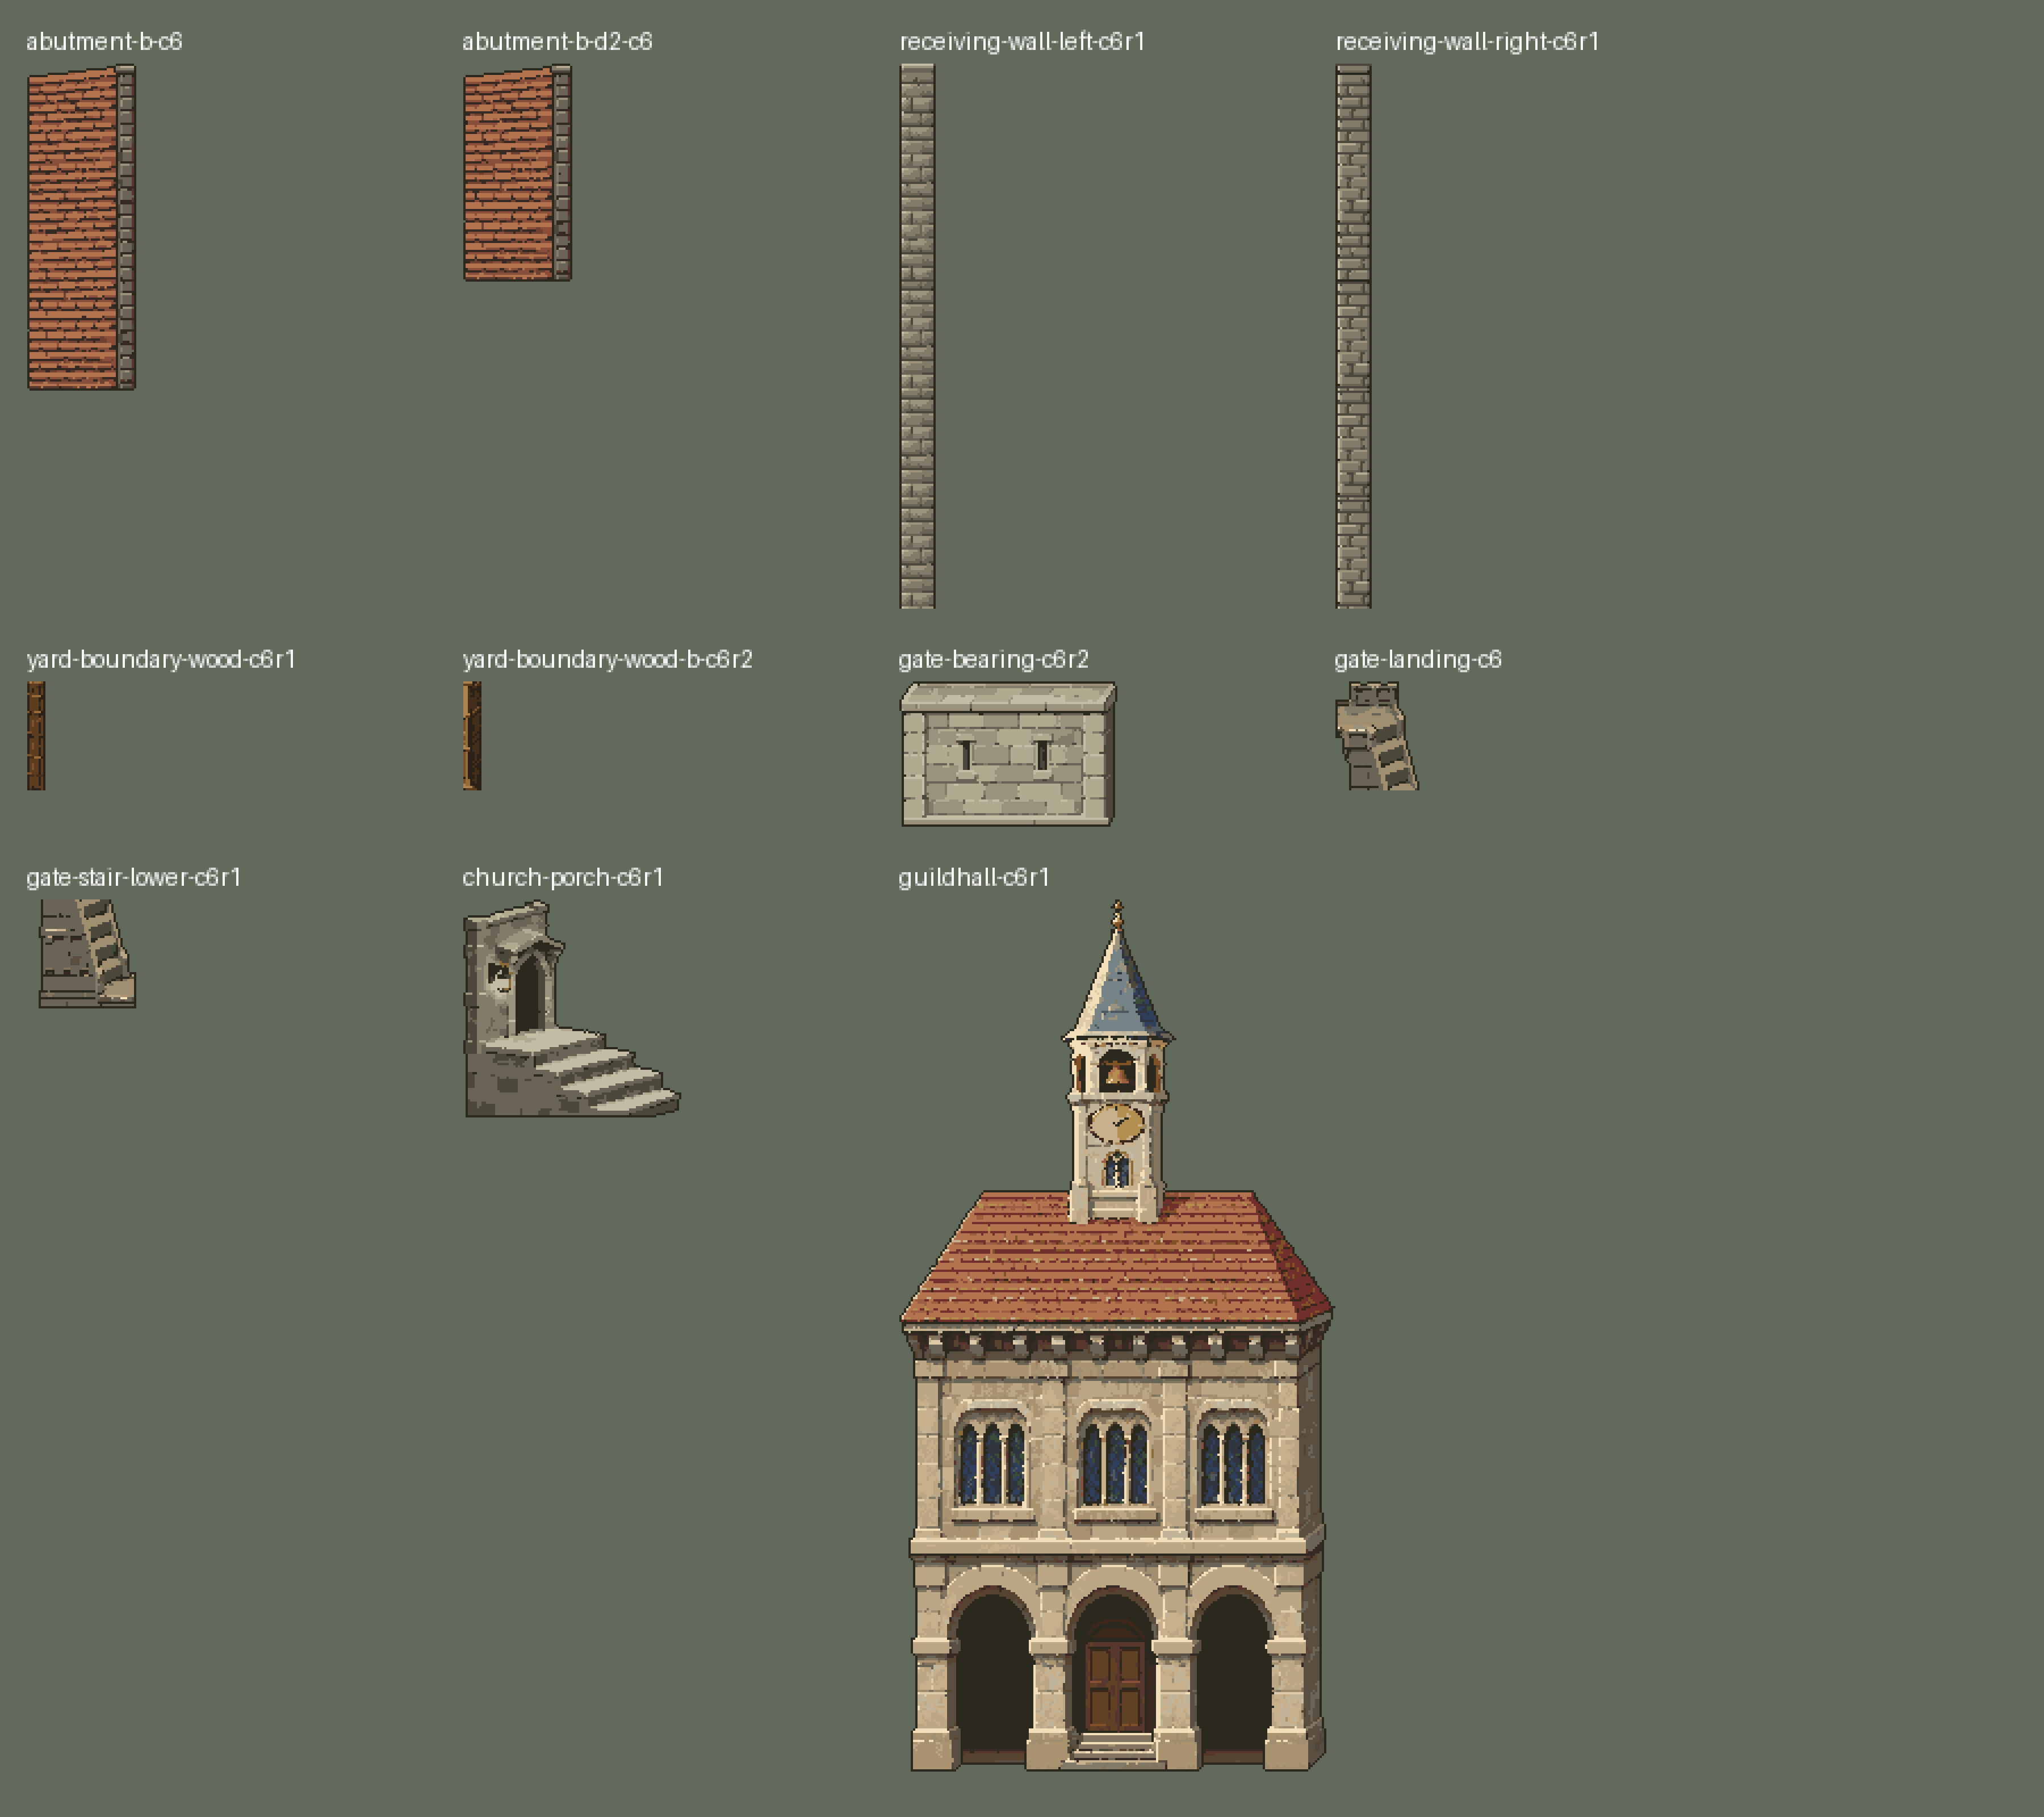 abutment-b-c6
abutment-b-d2-c6
receiving-wall-left-c6r1
receiving-wall-right-c6r1
yard-boundary-wood-c6r1
yard-boundary-wood-b-c6r2
gate-bearing-c6r2
gate-landing-c6
gate-stair-lower-c6r1
church-porch-c6r1
guildhall-c6r1